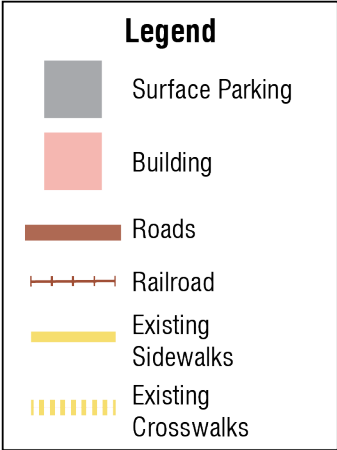 Legend
Surface Parking
Building
Roads
Railroad
Existing
Sidewalks
Existing
Crosswalks